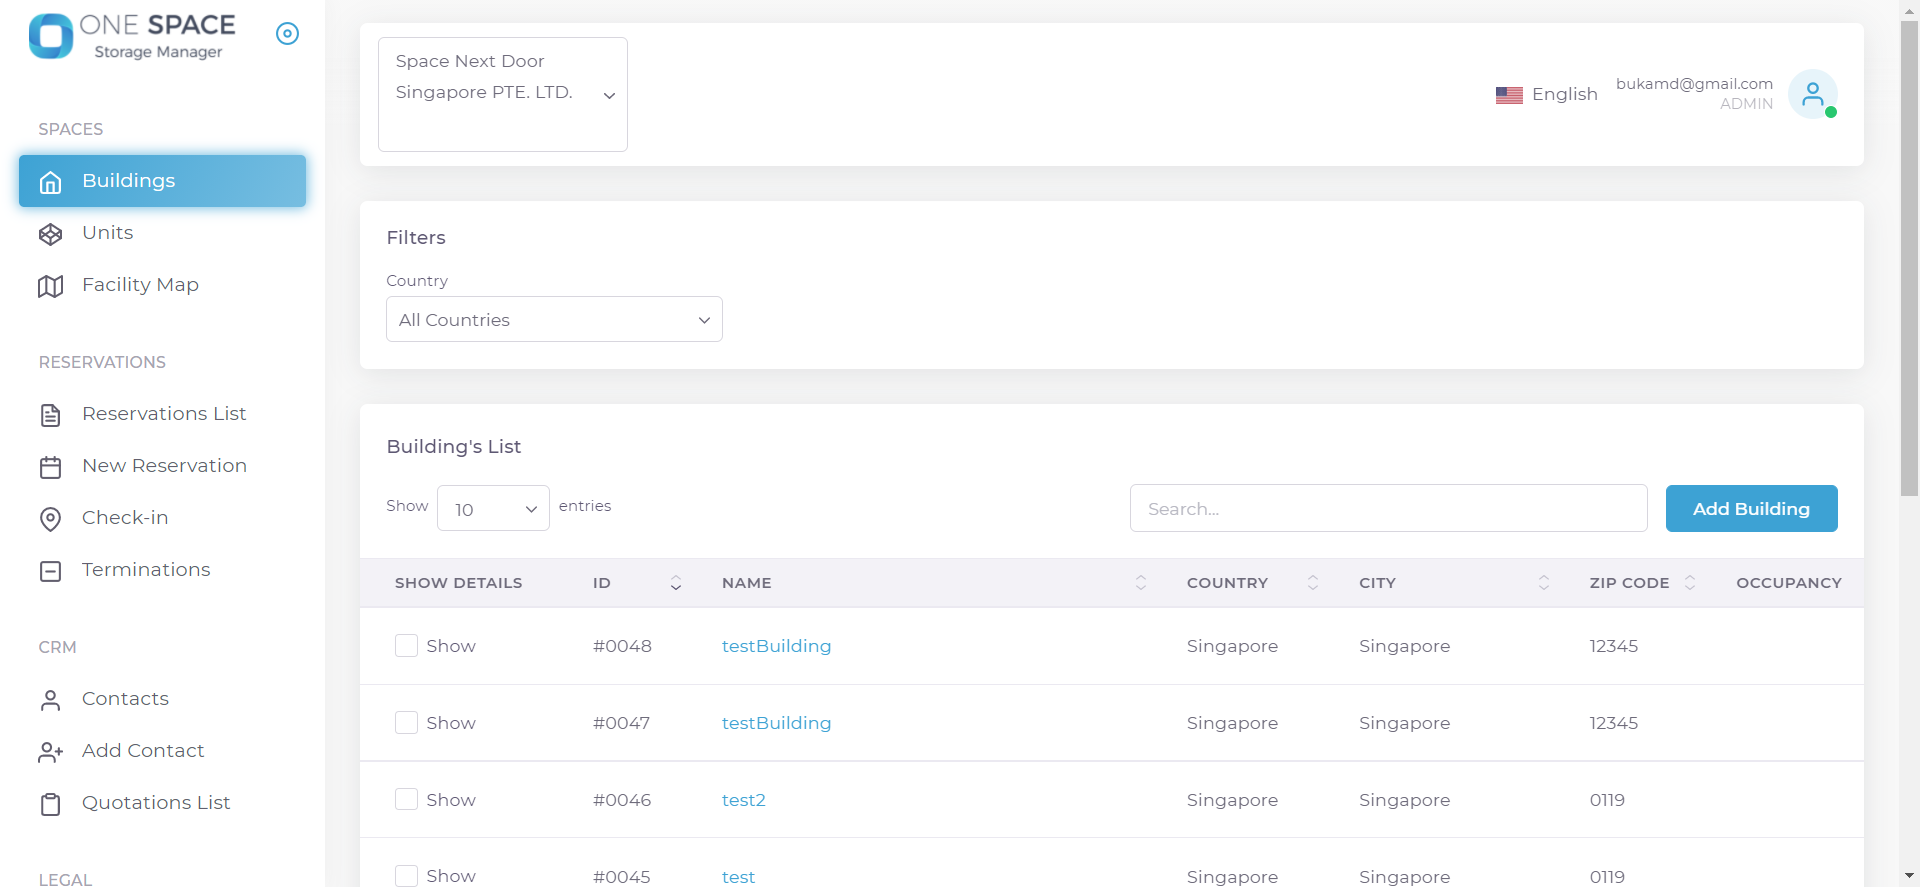 ONE SPACE
Storage Manager
SPACES
Buildings
Units
Facility Map
RESERVATIONS
Reservations List
New Reservation
Check-in
Terminations
CRM
Contacts
Add Contact
Quotations List
LEGAL
Space Next Door
Singapore PTE. LTD.
English
bukamd@gmail.com
ADMIN
Filters
Country
All Countries
Building's List
Show 10 entries
Search...
Add Building
SHOW DETAILS ID NAME COUNTRY CITY ZIP CODE OCCUPANCY
Show #0048 testBuilding Singapore Singapore 12345
Show #0047 testBuilding Singapore Singapore 12345
Show #0046 test2 Singapore Singapore 0119
Show #0045 test Singapore Singapore 0119